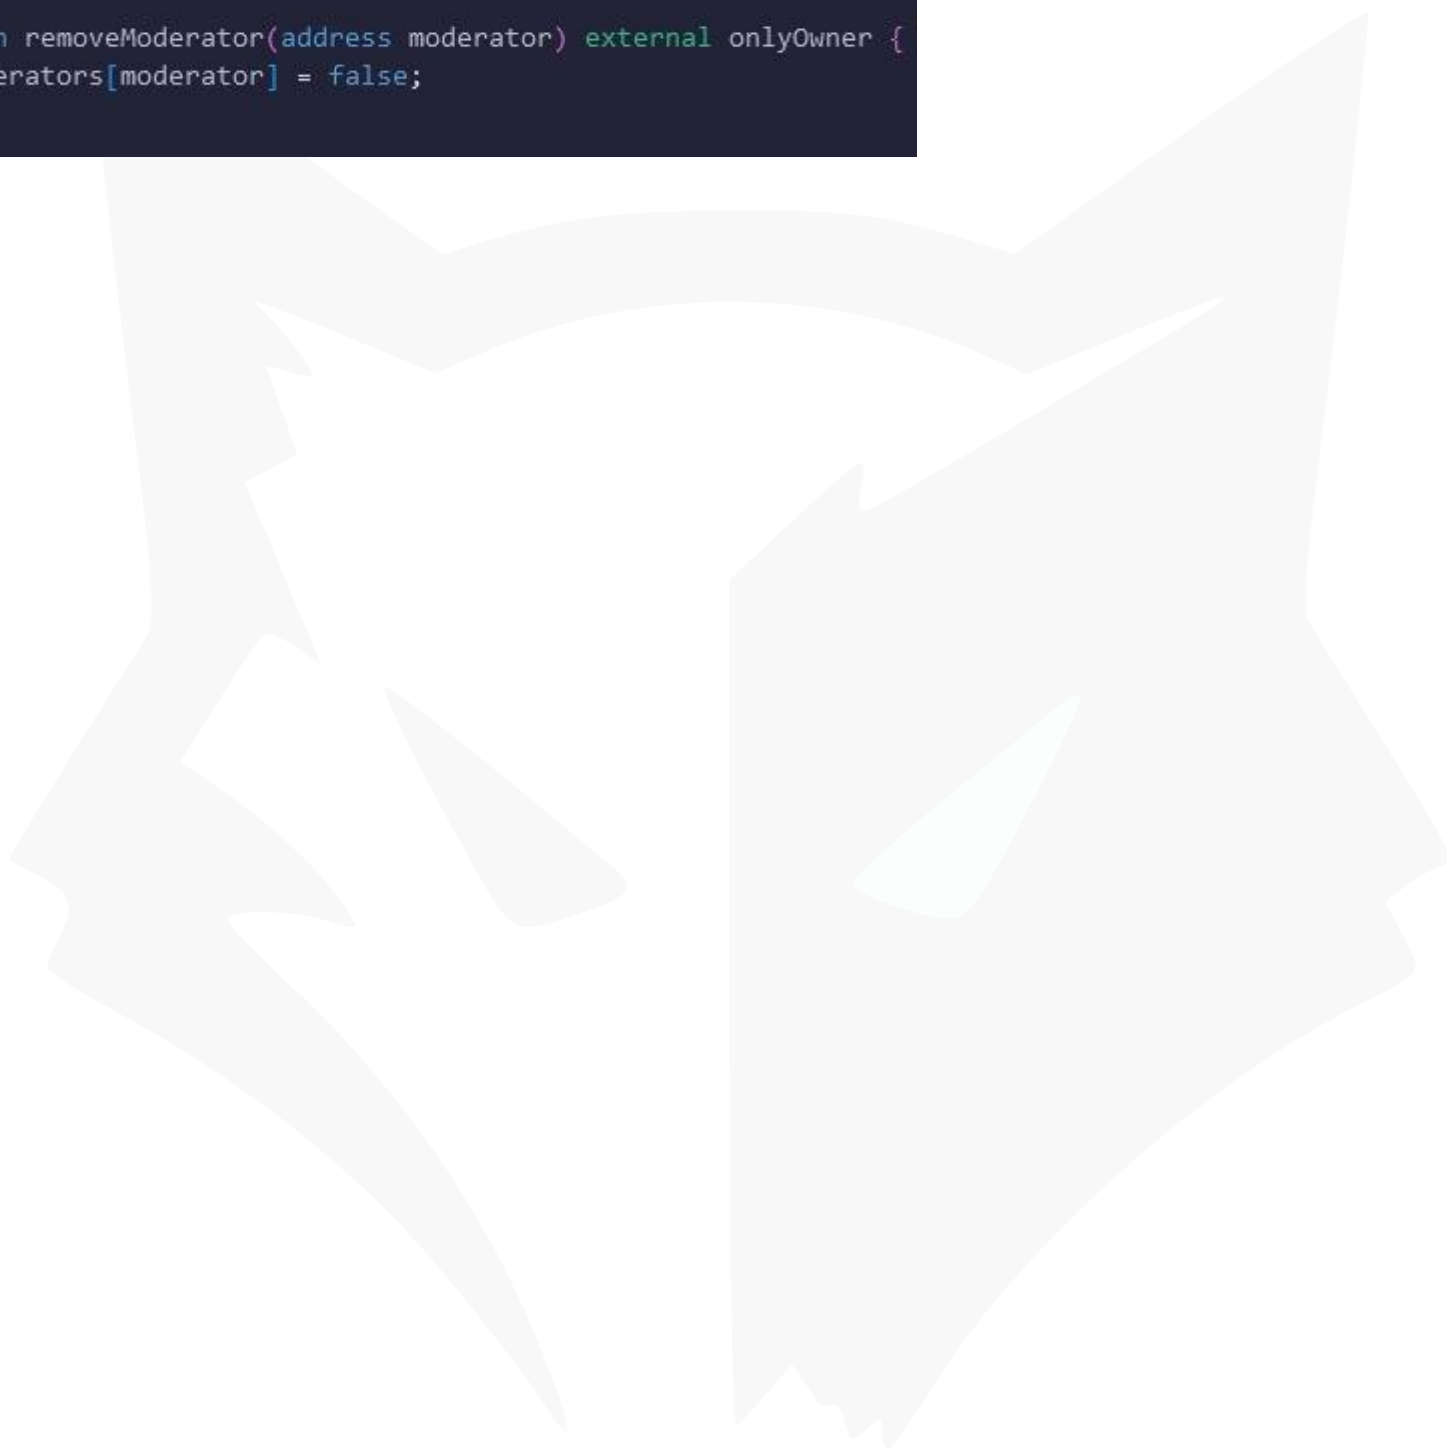 n removeModerator(address moderator) external onlyOwner {
erators[moderator] = false;